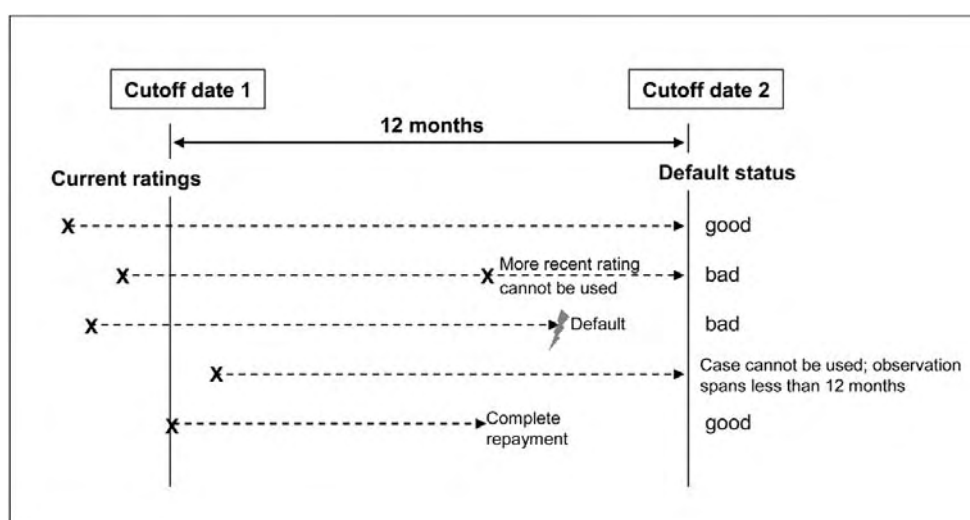 Cutoff date 1
Cutoff date 2
12 months
Current ratings
Default status
X
good
X
X
More recent rating
cannot be used
bad
X
Default
bad
X
Case cannot be used; observation
spans less than 12 months
X
Complete
repayment
good